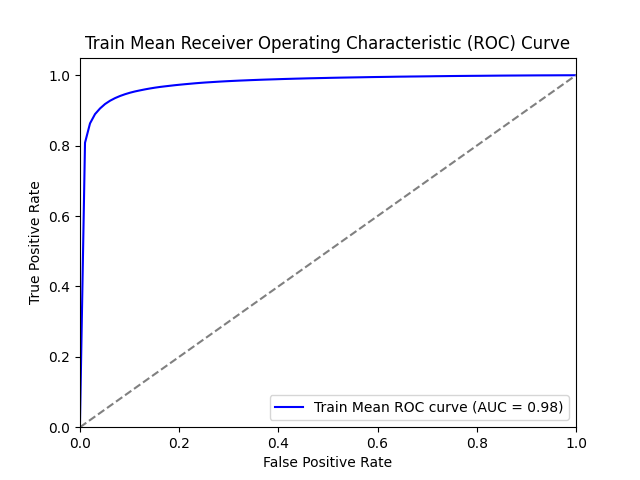 Train Mean Receiver Operating Characteristic (ROC) Curve
1.0
0.8
0.6
0.4
0.2
0.0
True Positive Rate
Train Mean ROC curve (AUC = 0.98)
0.0 0.2 0.4 0.6 0.8 1.0
False Positive Rate